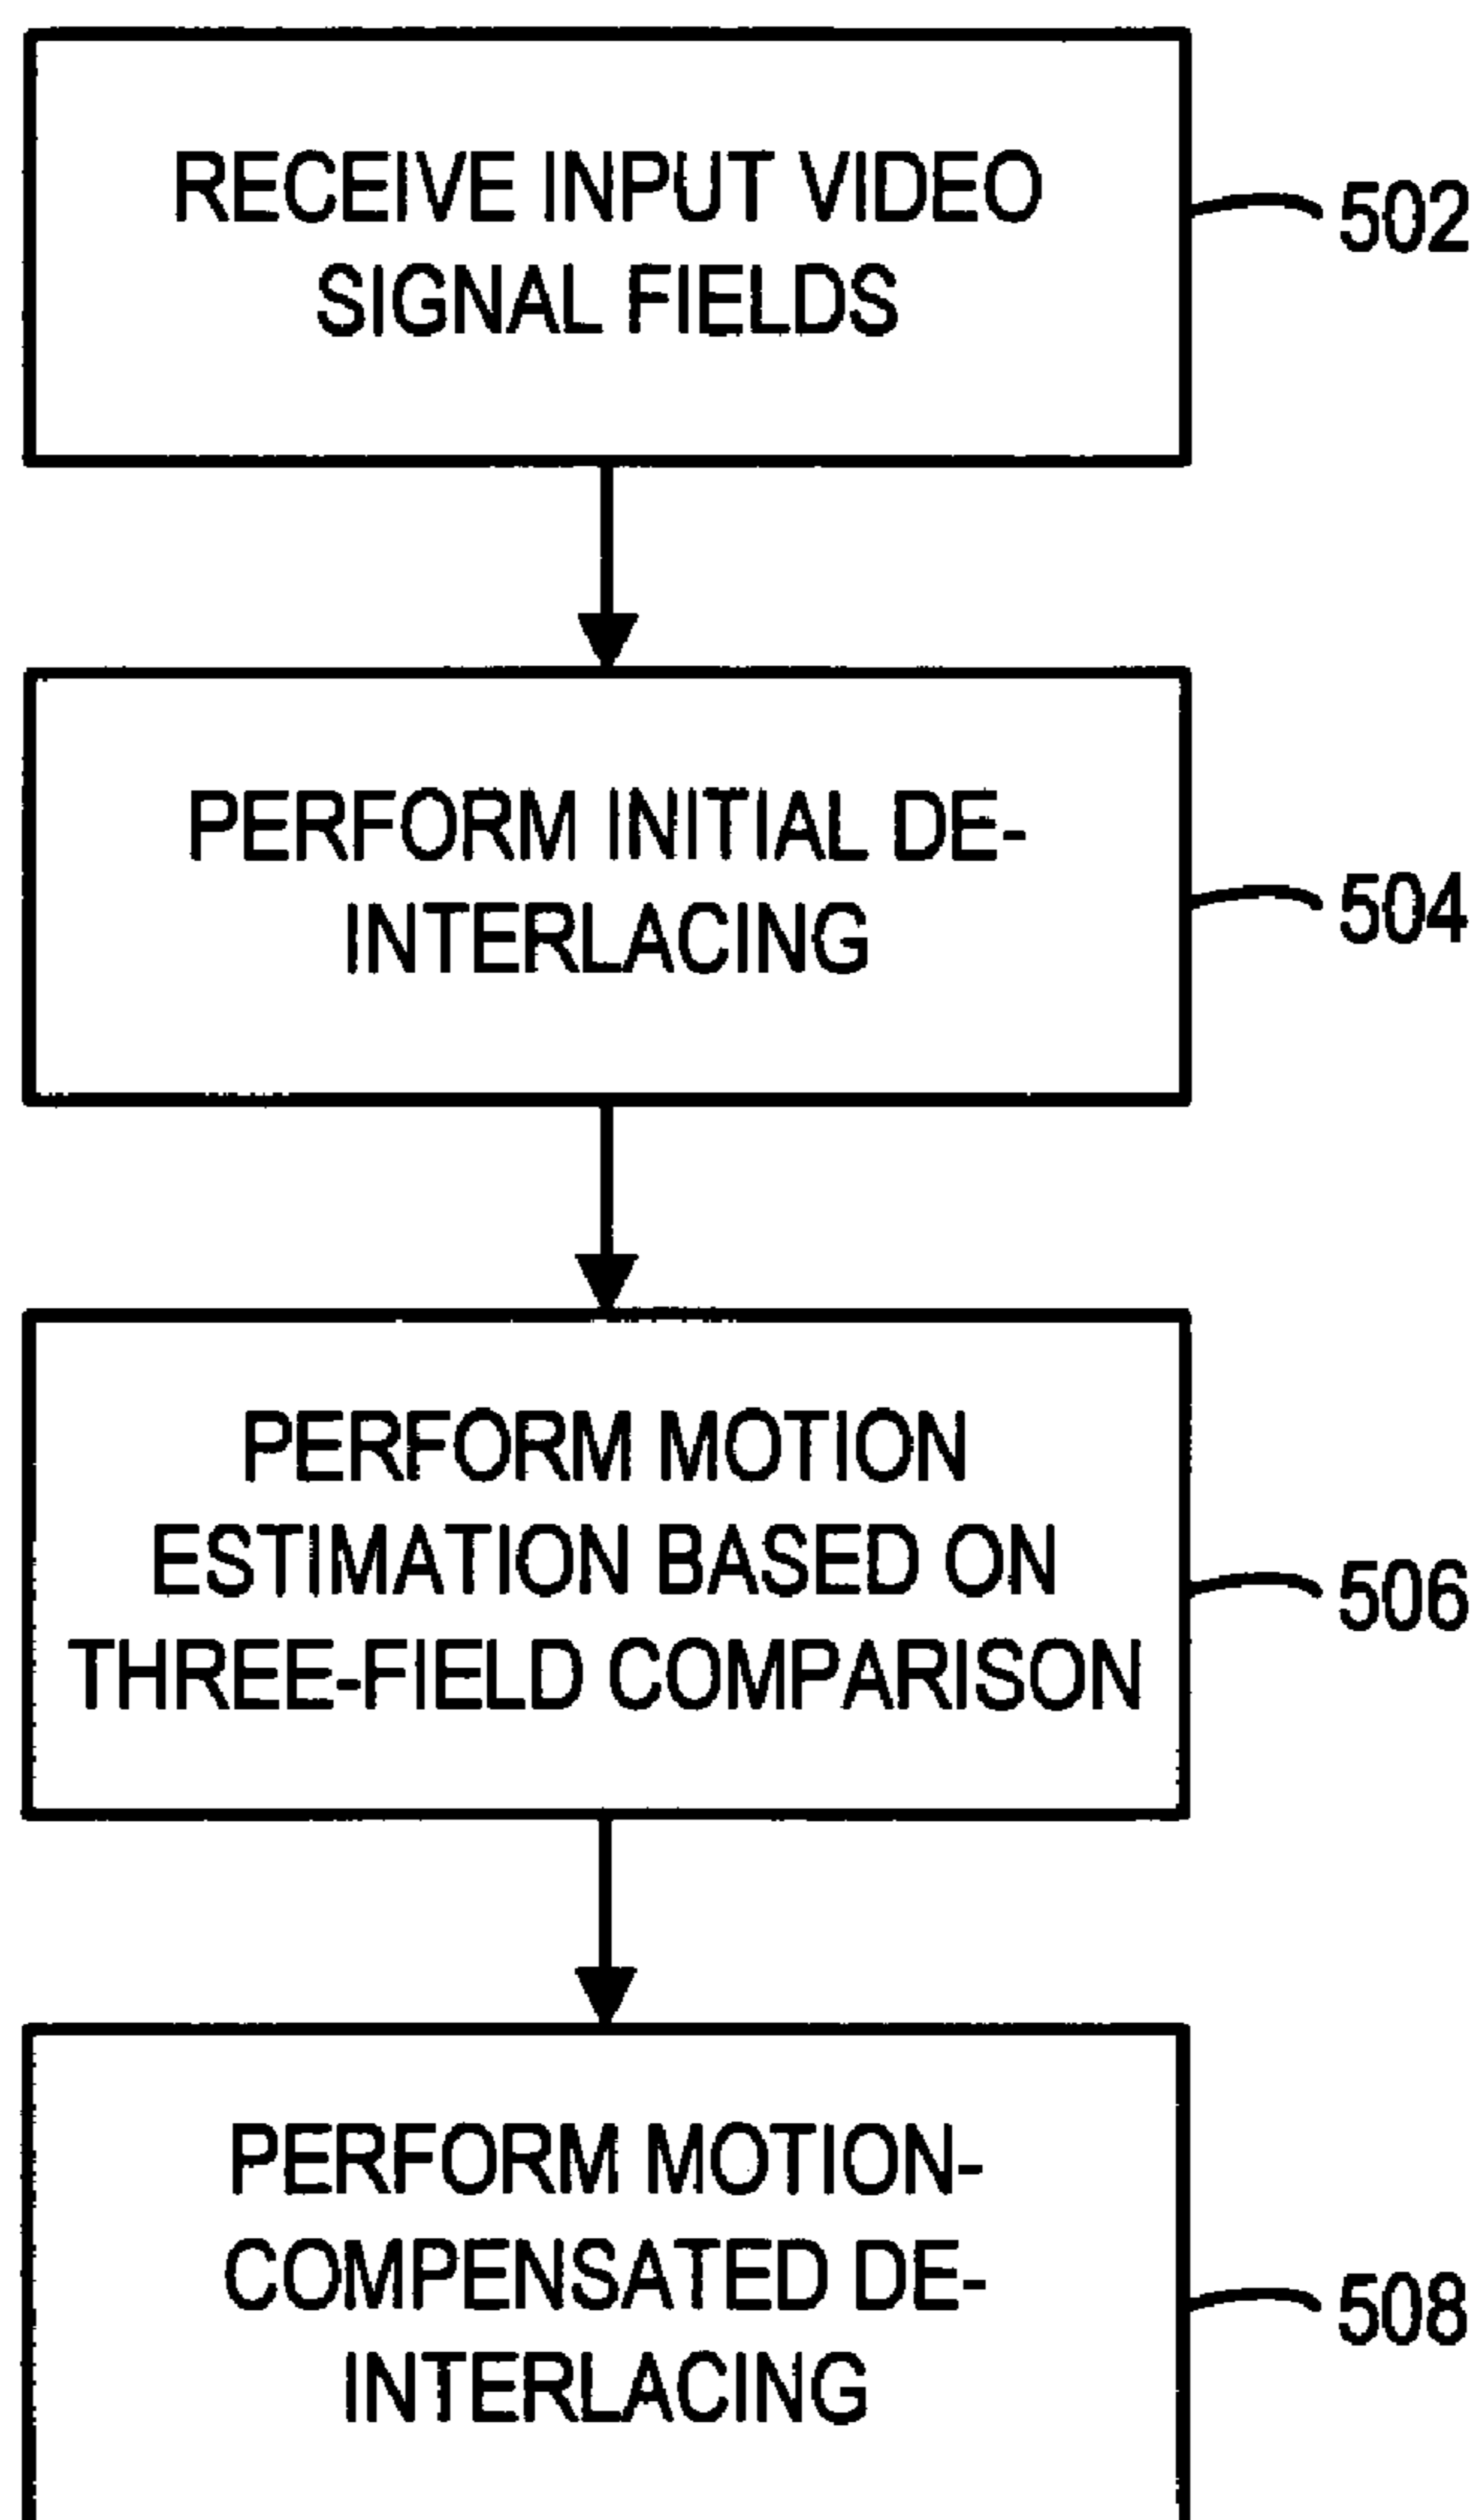 RECEIVE INPUT VIDEO
SIGNAL FIELDS
502
PERFORM INITIAL DE-
INTERLACING
504
PERFORM MOTION
ESTIMATION BASED ON
THREE-FIELD COMPARISON
506
PERFORM MOTION-
COMPENSATED DE-
INTERLACING
508